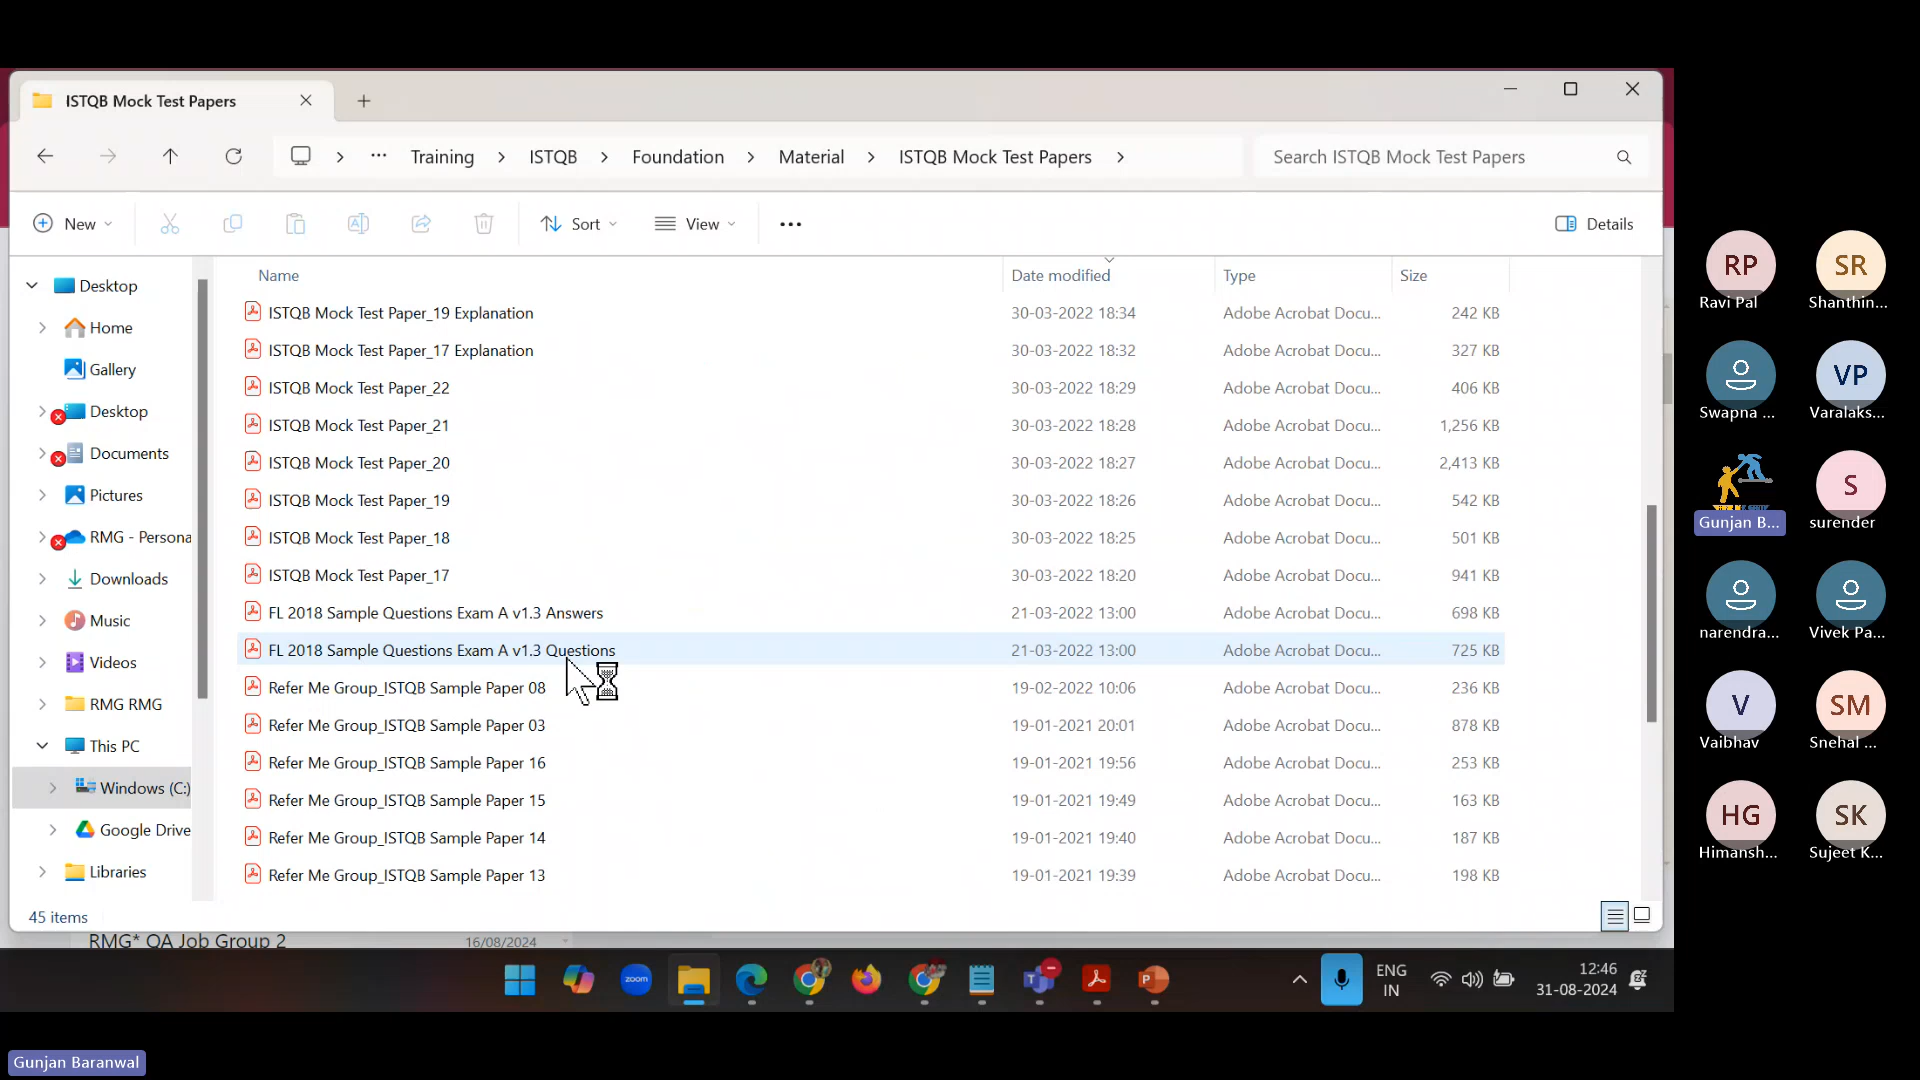 ISTQB Mock Test Papers
Training
ISTQB
Foundation
Material
ISTQB Mock Test Papers
Search ISTQB Mock Test Papers
New
Sort
View
Details
Name Date modified Type Size
ISTQB Mock Test Paper_19 Explanation 30-03-2022 18:34 Adobe Acrobat Docu... 242 KB
ISTQB Mock Test Paper_17 Explanation 30-03-2022 18:32 Adobe Acrobat Docu... 327 KB
ISTQB Mock Test Paper_22 30-03-2022 18:29 Adobe Acrobat Docu... 406 KB
ISTQB Mock Test Paper_21 30-03-2022 18:28 Adobe Acrobat Docu... 1,256 KB
ISTQB Mock Test Paper_20 30-03-2022 18:27 Adobe Acrobat Docu... 2,413 KB
ISTQB Mock Test Paper_19 30-03-2022 18:26 Adobe Acrobat Docu... 542 KB
ISTQB Mock Test Paper_18 30-03-2022 18:25 Adobe Acrobat Docu... 501 KB
ISTQB Mock Test Paper_17 30-03-2022 18:20 Adobe Acrobat Docu... 941 KB
FL 2018 Sample Questions Exam A v1.3 Answers 21-03-2022 13:00 Adobe Acrobat Docu... 698 KB
FL 2018 Sample Questions Exam A v1.3 Questions 21-03-2022 13:00 Adobe Acrobat Docu... 725 KB
Refer Me Group_ISTQB Sample Paper 08 19-02-2022 10:06 Adobe Acrobat Docu... 236 KB
Refer Me Group_ISTQB Sample Paper 03 19-01-2021 20:01 Adobe Acrobat Docu... 878 KB
Refer Me Group_ISTQB Sample Paper 16 19-01-2021 19:56 Adobe Acrobat Docu... 253 KB
Refer Me Group_ISTQB Sample Paper 15 19-01-2021 19:49 Adobe Acrobat Docu... 163 KB
Refer Me Group_ISTQB Sample Paper 14 19-01-2021 19:40 Adobe Acrobat Docu... 187 KB
Refer Me Group_ISTQB Sample Paper 13 19-01-2021 19:39 Adobe Acrobat Docu... 198 KB
Desktop
Home
Gallery
Desktop
Documents
Pictures
RMG - Persona
Downloads
Music
Videos
RMG RMG
This PC
Windows (C:)
Google Drive
Libraries
45 items
RMG* QA Job Group 2 16/08/2024
zoom
ENG
IN
12:46
31-08-2024
RP
Ravi Pal
SR
Shanthin...
Swapna ...
VP
Varalaks...
Gunjan B...
S
surender
narendra...
Vivek Pa...
V
Vaibhav
SM
Snehal ...
HG
Himansh...
SK
Sujeet K...
Gunjan Baranwal